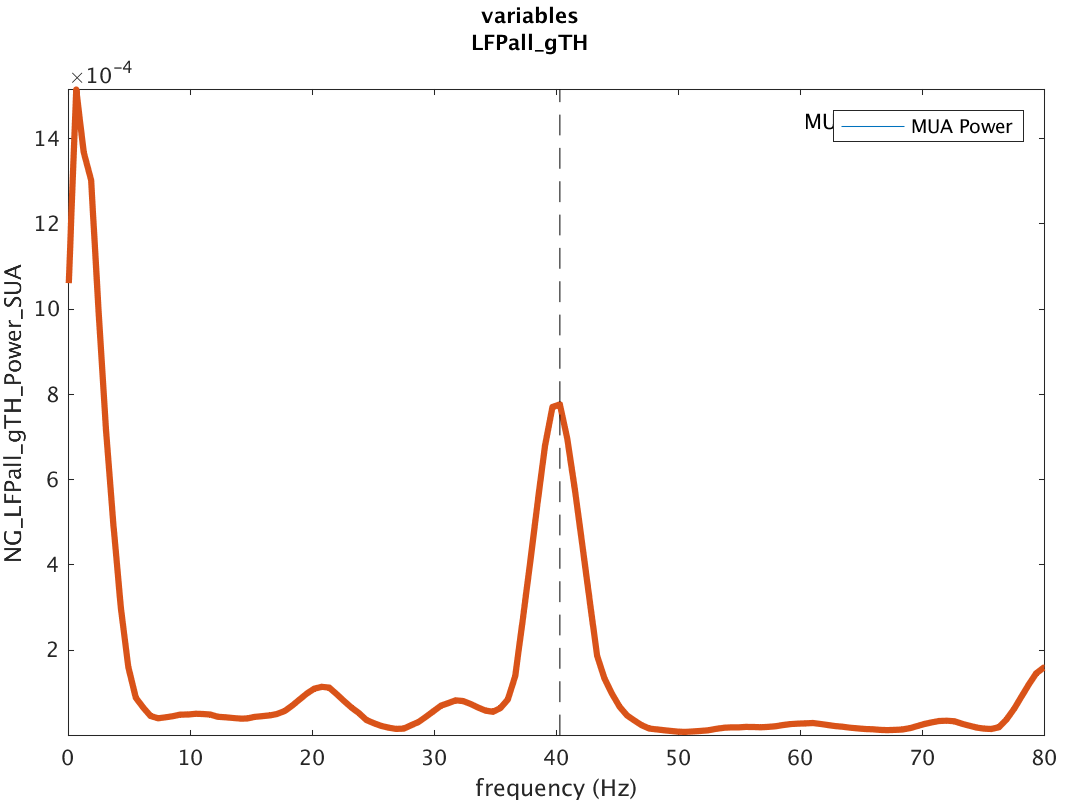 variables
LFPall_gTH
×10⁻⁴
MU
MUA Power
14
12
10
8
6
4
2
NG_LFPall_gTH_Power_SUA
0 10 20 30 40 50 60 70 80
frequency (Hz)